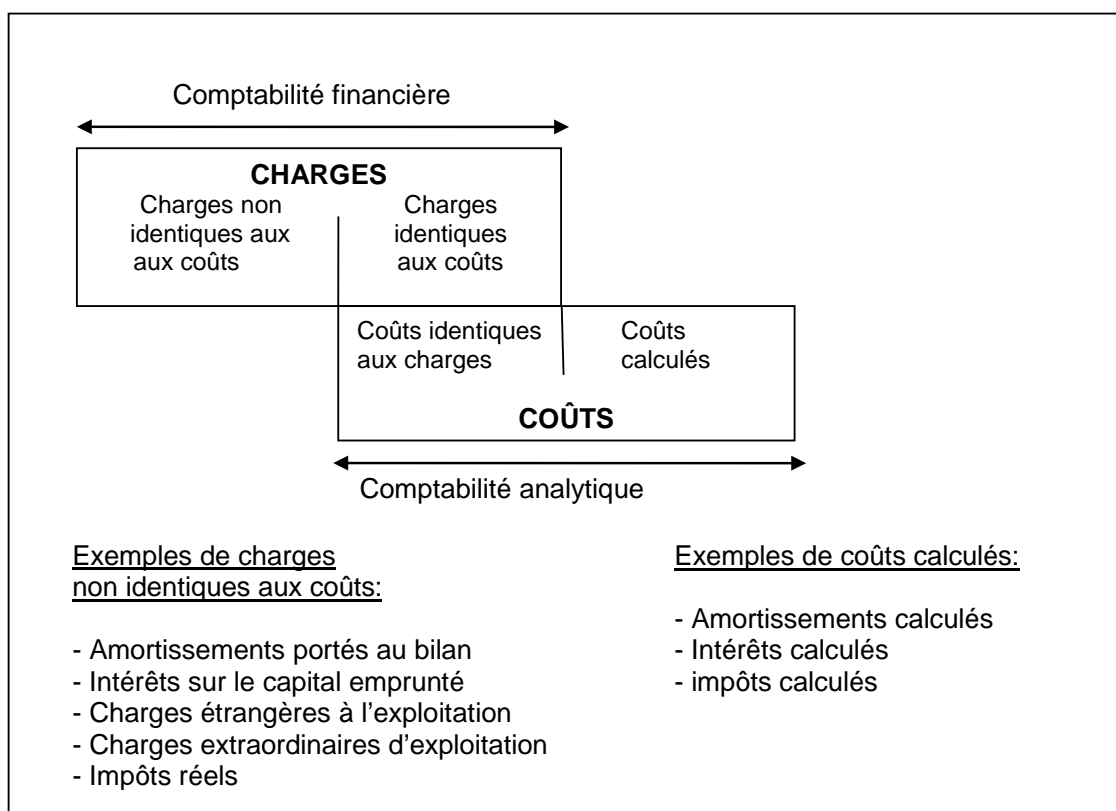 Comptabilité financière
CHARGES
Charges non
identiques aux
aux coûts
Charges
identiques
aux coûts
Coûts identiques
aux charges
Coûts
calculés
COÛTS
Comptabilité analytique
Exemples de charges
non identiques aux coûts:
- Amortissements portés au bilan
- Intérêts sur le capital emprunté
- Charges étrangères à l’exploitation
- Charges extraordinaires d’exploitation
- Impôts réels
Exemples de coûts calculés:
- Amortissements calculés
- Intérêts calculés
- impôts calculés